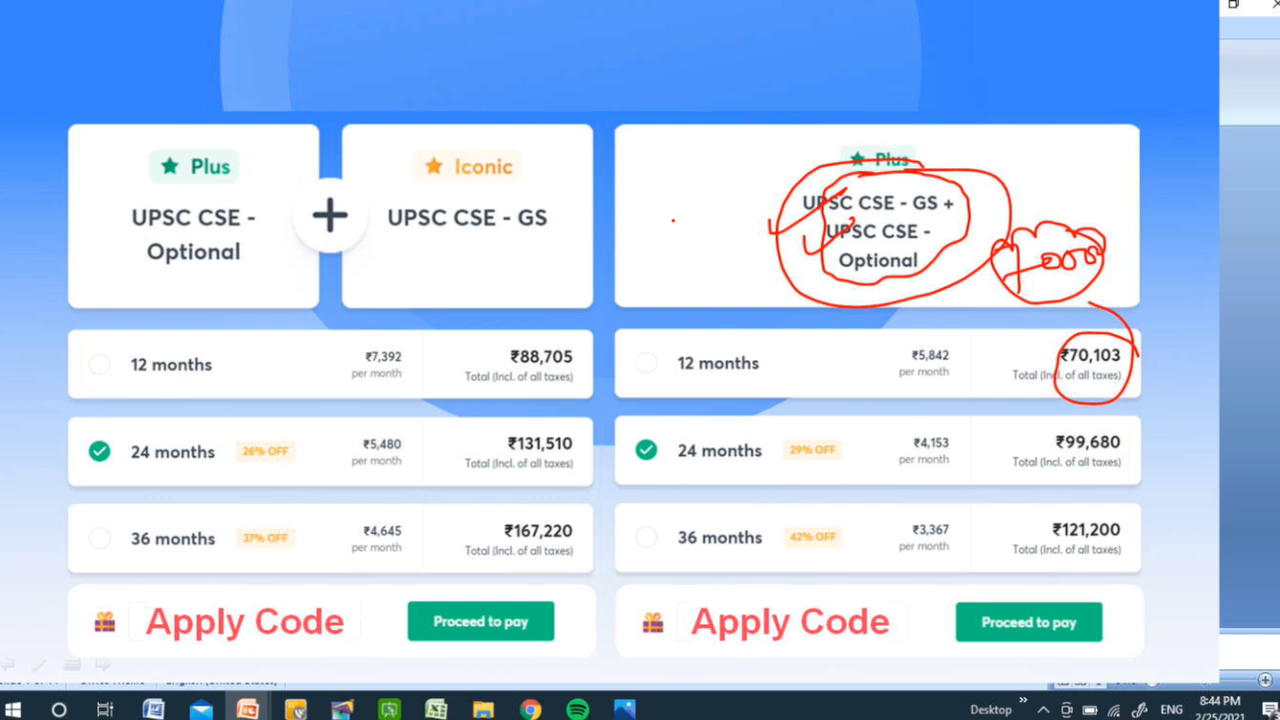 Plus
UPSC CSE -
Optional
+
Iconic
UPSC CSE - GS
Plus
UPSC CSE - GS +
UPSC CSE -
Optional
12 months
₹7,392
per month
₹88,705
Total (Incl. of all taxes)
24 months
26% OFF
₹5,480
per month
₹131,510
Total (Incl. of all taxes)
36 months
37% OFF
₹4,645
per month
₹167,220
Total (Incl. of all taxes)
Apply Code
Proceed to pay
12 months
₹5,842
per month
₹70,103
Total (Incl. of all taxes)
24 months
29% OFF
₹4,153
per month
₹99,680
Total (Incl. of all taxes)
36 months
42% OFF
₹3,367
per month
₹121,200
Total (Incl. of all taxes)
Apply Code
Proceed to pay
Desktop
ENG
8:44 PM